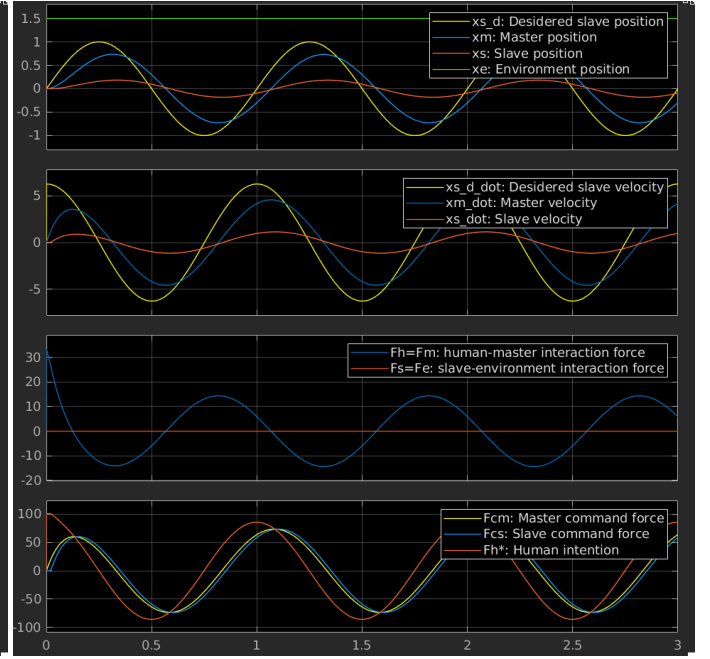 1.5
1
0.5
0
-0.5
-1
xs_d: Desidered slave position
xm: Master position
xs: Slave position
xe: Environment position
5
0
-5
xs_d_dot: Desidered slave velocity
xm_dot: Master velocity
xs_dot: Slave velocity
30
20
10
0
-10
-20
Fh=Fm: human-master interaction force
Fs=Fe: slave-environment interaction force
100
50
0
-50
-100
Fcm: Master command force
Fcs: Slave command force
Fh*: Human intention
0 0.5 1 1.5 2 2.5 3